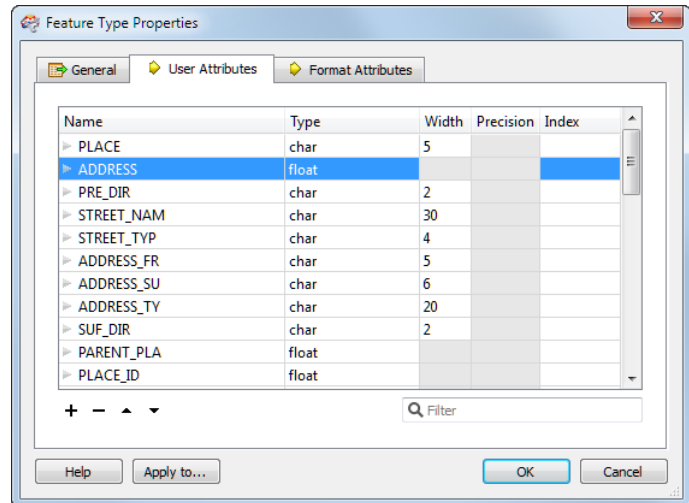 Feature Type Properties
General User Attributes Format Attributes
Name Type Width Precision Index
PLACE char 5
ADDRESS float
PRE_DIR char 2
STREET_NAM char 30
STREET_TYP char 4
ADDRESS_FR char 5
ADDRESS_SU char 6
ADDRESS_TY char 20
SUF_DIR char 2
PARENT_PLA float
PLACE_ID float
Filter
Help Apply to... OK Cancel